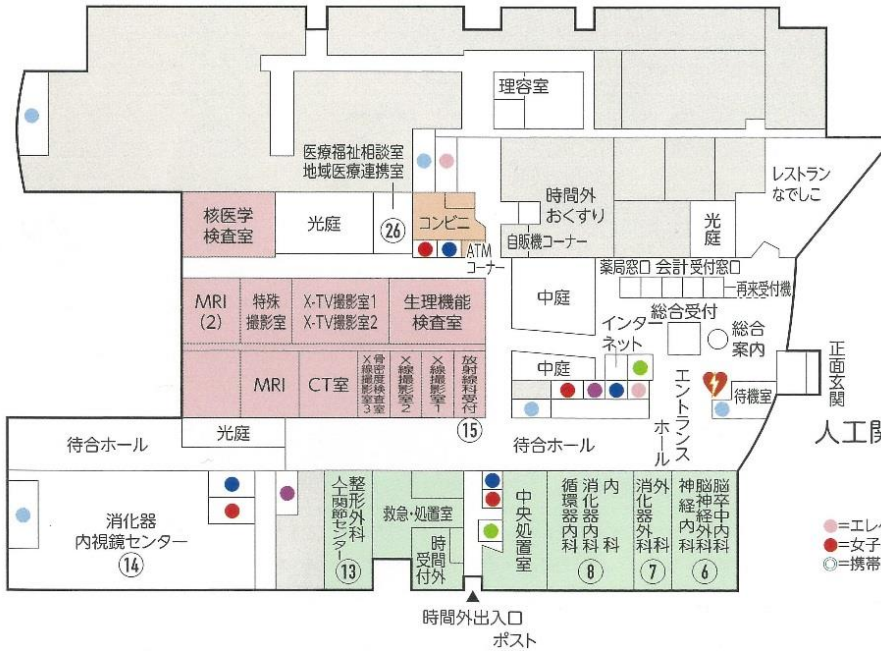 理容室
医療福祉相談室
地域医療連携室
レストラン
なでしこ
核医学
検査室
光庭
26
コンビニ
時間外
おくすり
光庭
自販機コーナー
ATM
コーナー
薬局窓口 会計 受付窓口
再来受付機
MRI
(2)
特殊
撮影室
X-TV撮影室1
X-TV撮影室2
生理機能
検査室
中庭
総合受付
インター
ネット
総合
案内
MRI
CT室
骨密度検査室
X線撮影室3
X線撮影室2
X線撮影室1
放射線科受付
15
中庭
待機室
正面玄関
エントランス
ホール
待合ホール
光庭
待合ホール
人工関
消化器
内視鏡センター
14
整形外科
人工関節センター
13
救急・処置室
時間外
受付
中央処置室
内科
消化器内科
循環器内科
8
外科
消化器外科
7
脳卒中内科
脳神経外科
神経内科
6
=エレベ
=女子
=携帯
時間外出入口
ポスト